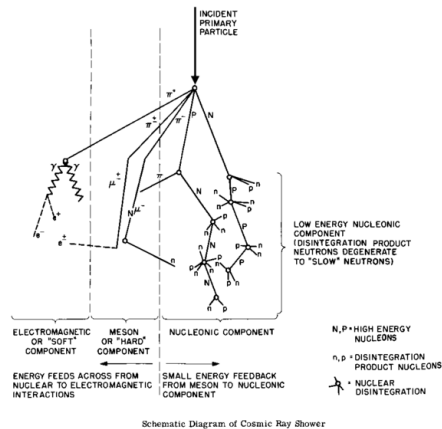 INCIDENT
PRIMARY
PARTICLE
π°
π±
π⁻
P
N
γ γ
μ±
π
e⁺
e⁻
e±
N
μ⁻
n
N
n
P
n
p
N
P
n
p
N
n
p
LOW ENERGY NUCLEONIC
COMPONENT
(DISINTEGRATION PRODUCT
NEUTRONS DEGENERATE
TO "SLOW" NEUTRONS)
ELECTROMAGNETIC
OR "SOFT"
COMPONENT
MESON
OR "HARD"
COMPONENT
NUCLEONIC COMPONENT
ENERGY FEEDS ACROSS FROM
NUCLEAR TO ELECTROMAGNETIC
INTERACTIONS
SMALL ENERGY FEEDBACK
FROM MESON TO NUCLEONIC
COMPONENT
N,P = HIGH ENERGY
NUCLEONS
n,p = DISINTEGRATION
PRODUCT NUCLEONS
= NUCLEAR
DISINTEGRATION
Schematic Diagram of Cosmic Ray Shower